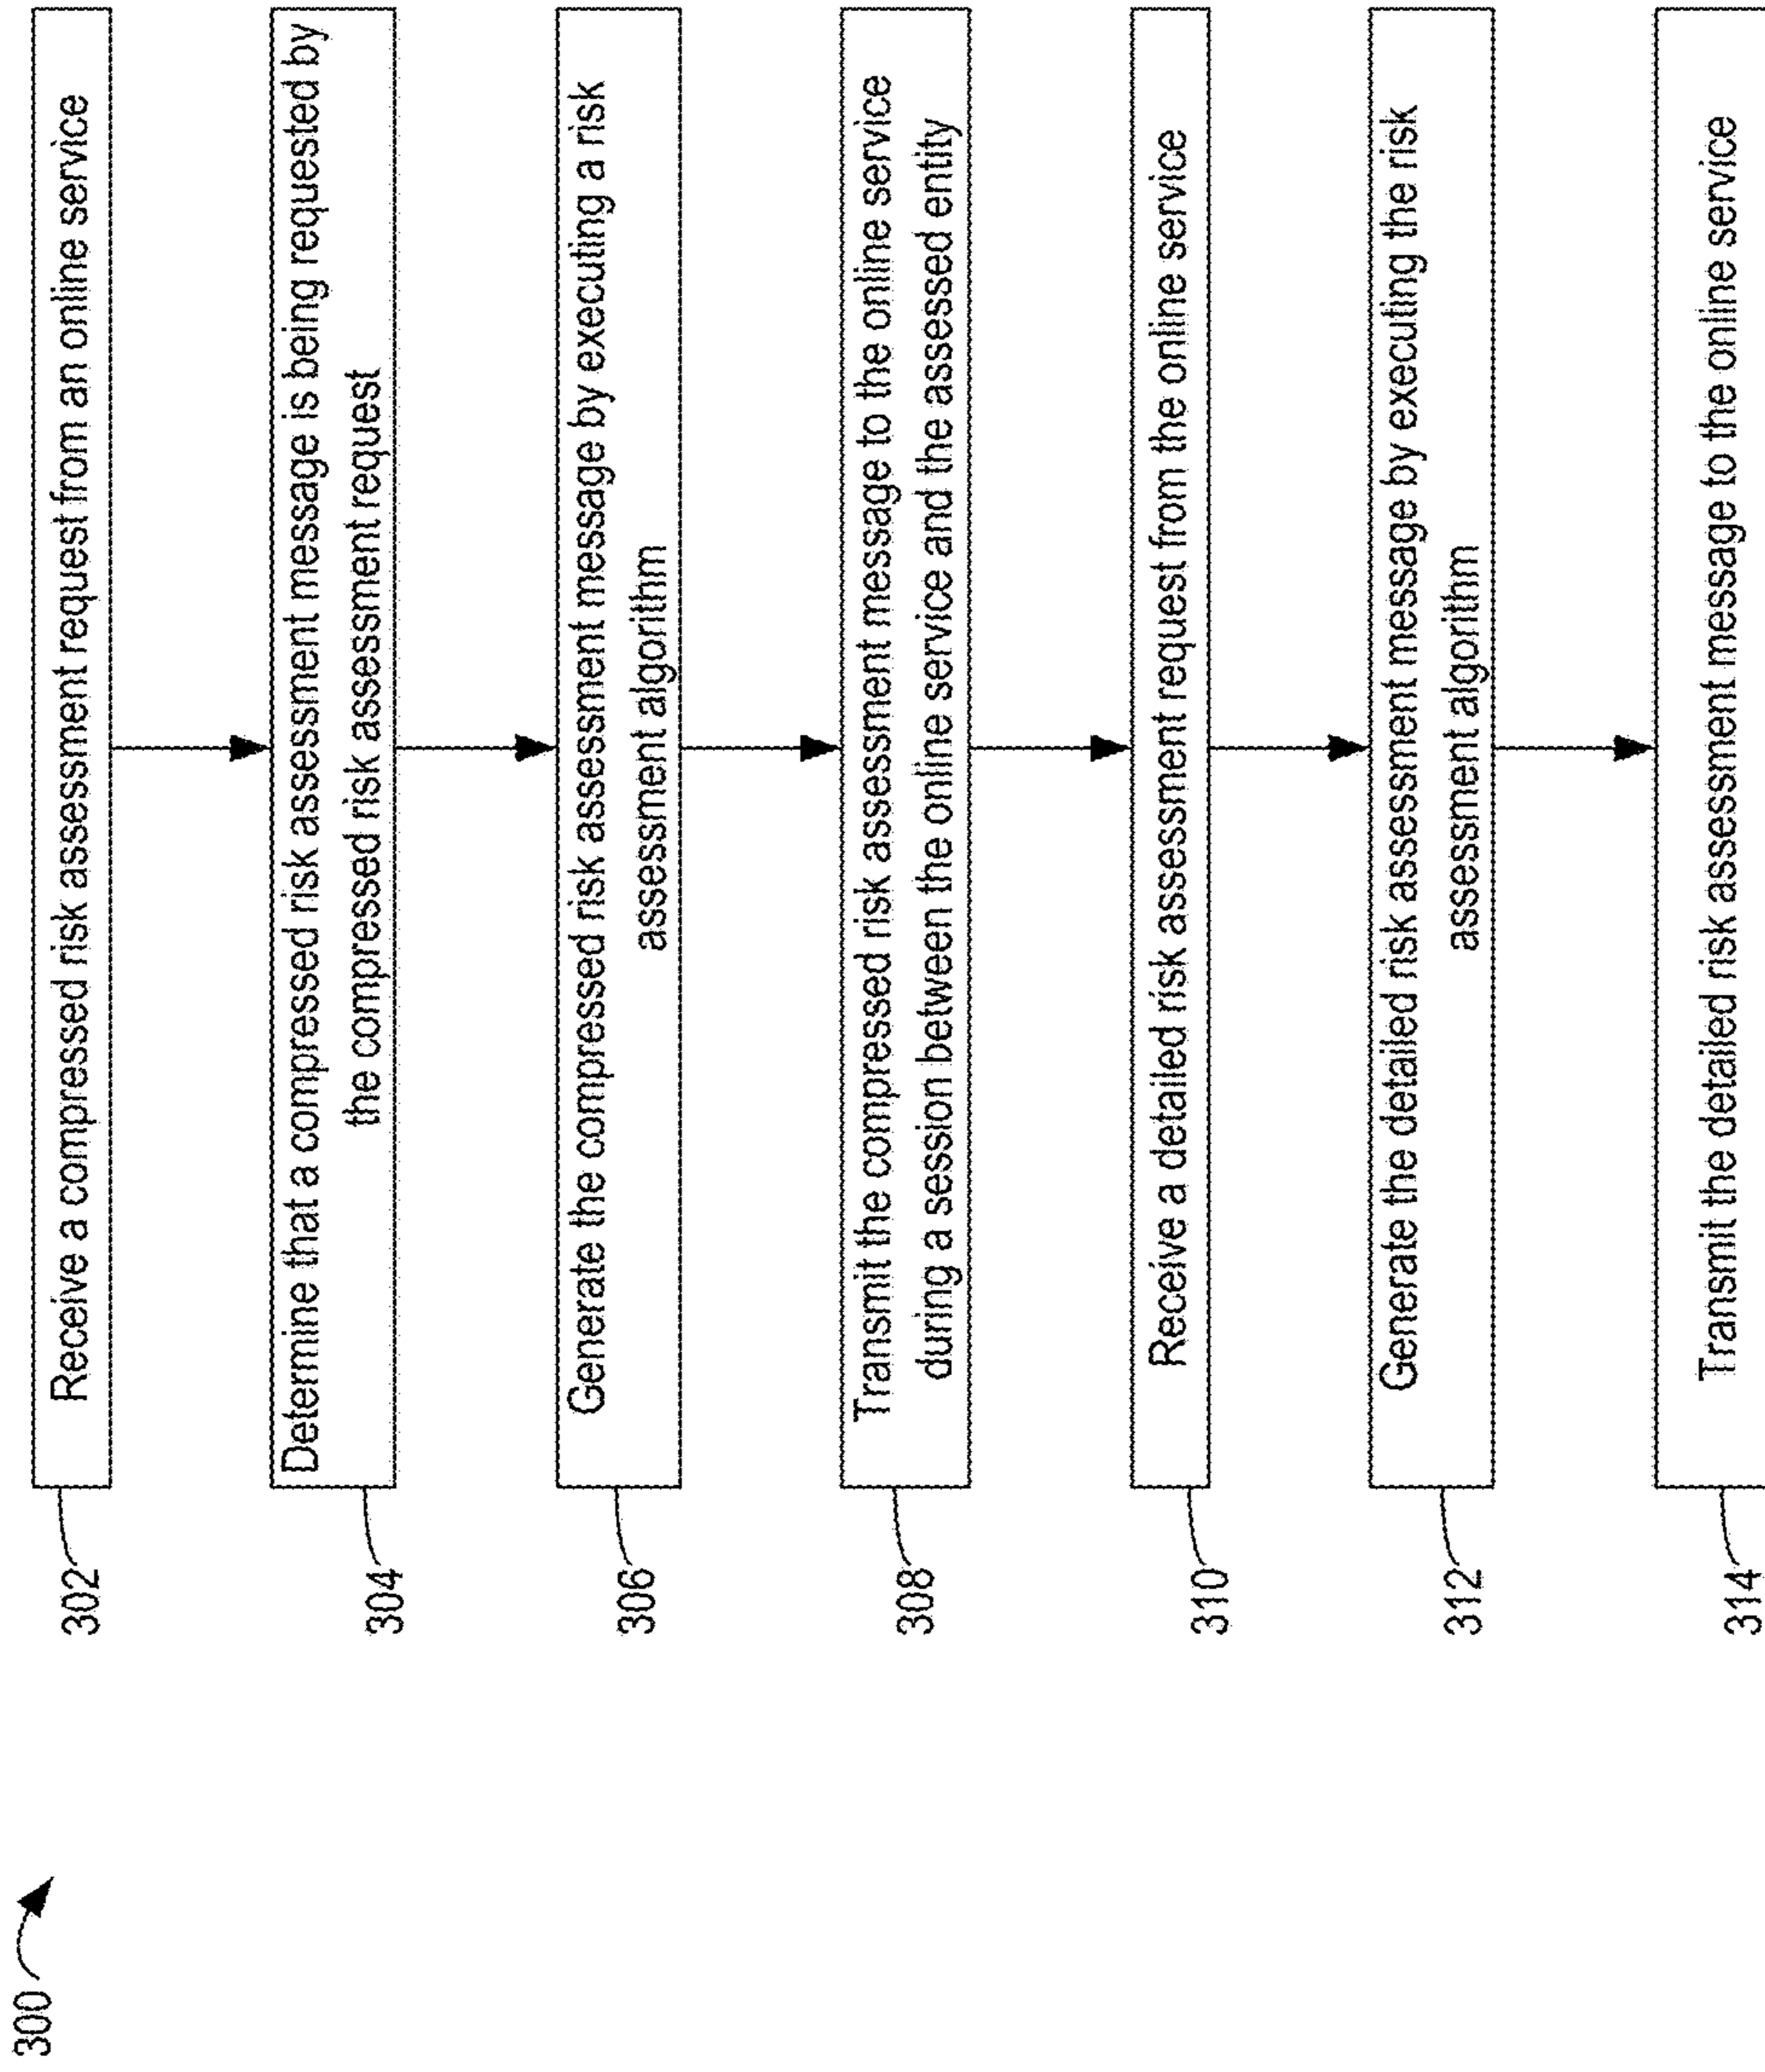 300
302
Receive a compressed risk assessment request from an online service
304
Determine that a compressed risk assessment message is being requested by
the compressed risk assessment request
306
Generate the compressed risk assessment message by executing a risk
assessment algorithm
308
Transmit the compressed risk assessment message to the online service
during a session between the online service and the assessed entity
310
Receive a detailed risk assessment request from the online service
312
Generate the detailed risk assessment message by executing the risk
assessment algorithm
314
Transmit the detailed risk assessment message to the online service